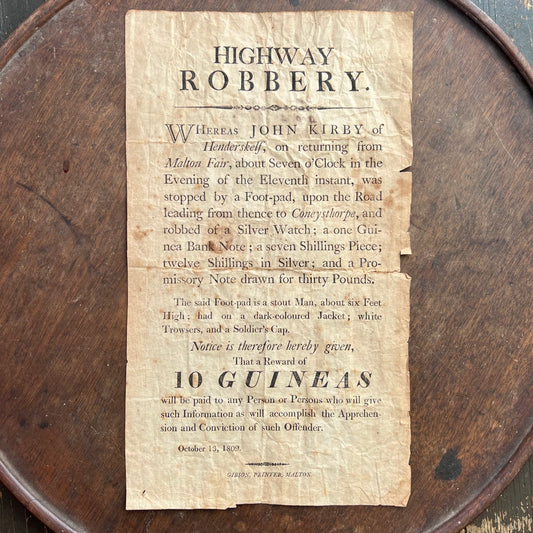 HIGHWAY
ROBBERY.
WHEREAS JOHN KIRBY of
Henderskelf, on returning from
Malton Fair, about Seven o'Clock in the
Evening of the Eleventh instant, was
stopped by a Foot-pad, upon the Road
leading from thence to Coneysthorpe, and
robbed of a Silver Watch; a one Gui-
nea Bank Note; a seven Shillings Piece;
twelve Shillings in Silver; and a Pro-
missory Note drawn for thirty Pounds.
The said Foot-pad is a stout Man, about six Feet
High; had on a dark-coloured Jacket; white
Trowsers, and a Soldier's Cap.
Notice is therefore hereby given,
That a Reward of
10 GUINEAS
will be paid to any Person or Persons who will give
such Information as will accomplish the Apprehen-
sion and Conviction of such Offender.
October 13, 1809.
GIBSON, PRINTER, MALTON.